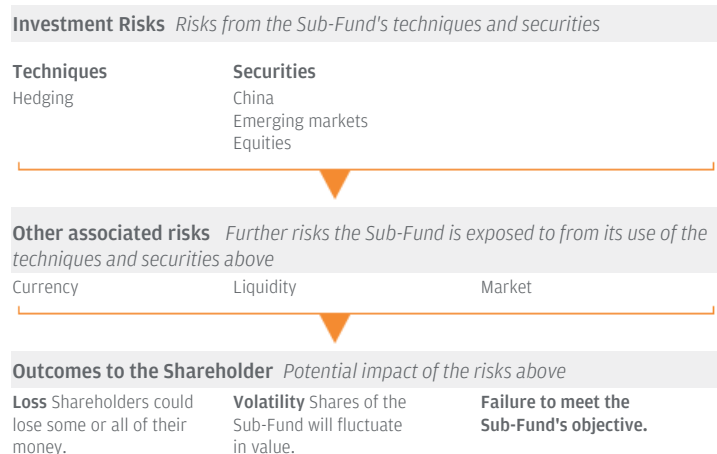 Investment Risks Risks from the Sub-Fund's techniques and securities
Techniques Securities
Hedging China
Emerging markets
Equities
Other associated risks Further risks the Sub-Fund is exposed to from its use of the
techniques and securities above
Currency Liquidity Market
Outcomes to the Shareholder Potential impact of the risks above
Loss Shareholders could
lose some or all of their
money.
Volatility Shares of the
Sub-Fund will fluctuate
in value.
Failure to meet the
Sub-Fund's objective.